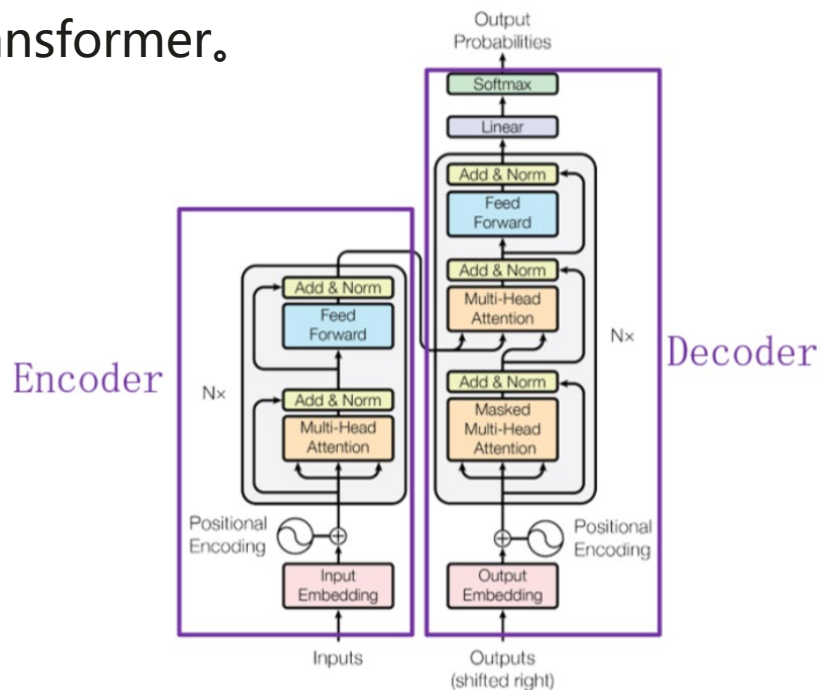 nsformer。
Output
Probabilities
Softmax
Linear
Add & Norm
Feed
Forward
Add & Norm
Multi-Head
Attention
Nx
Decoder
Add & Norm
Masked
Multi-Head
Attention
Positional
Encoding
Output
Embedding
Outputs
(shifted right)
Encoder
Nx
Add & Norm
Feed
Forward
Add & Norm
Multi-Head
Attention
Positional
Encoding
Input
Embedding
Inputs